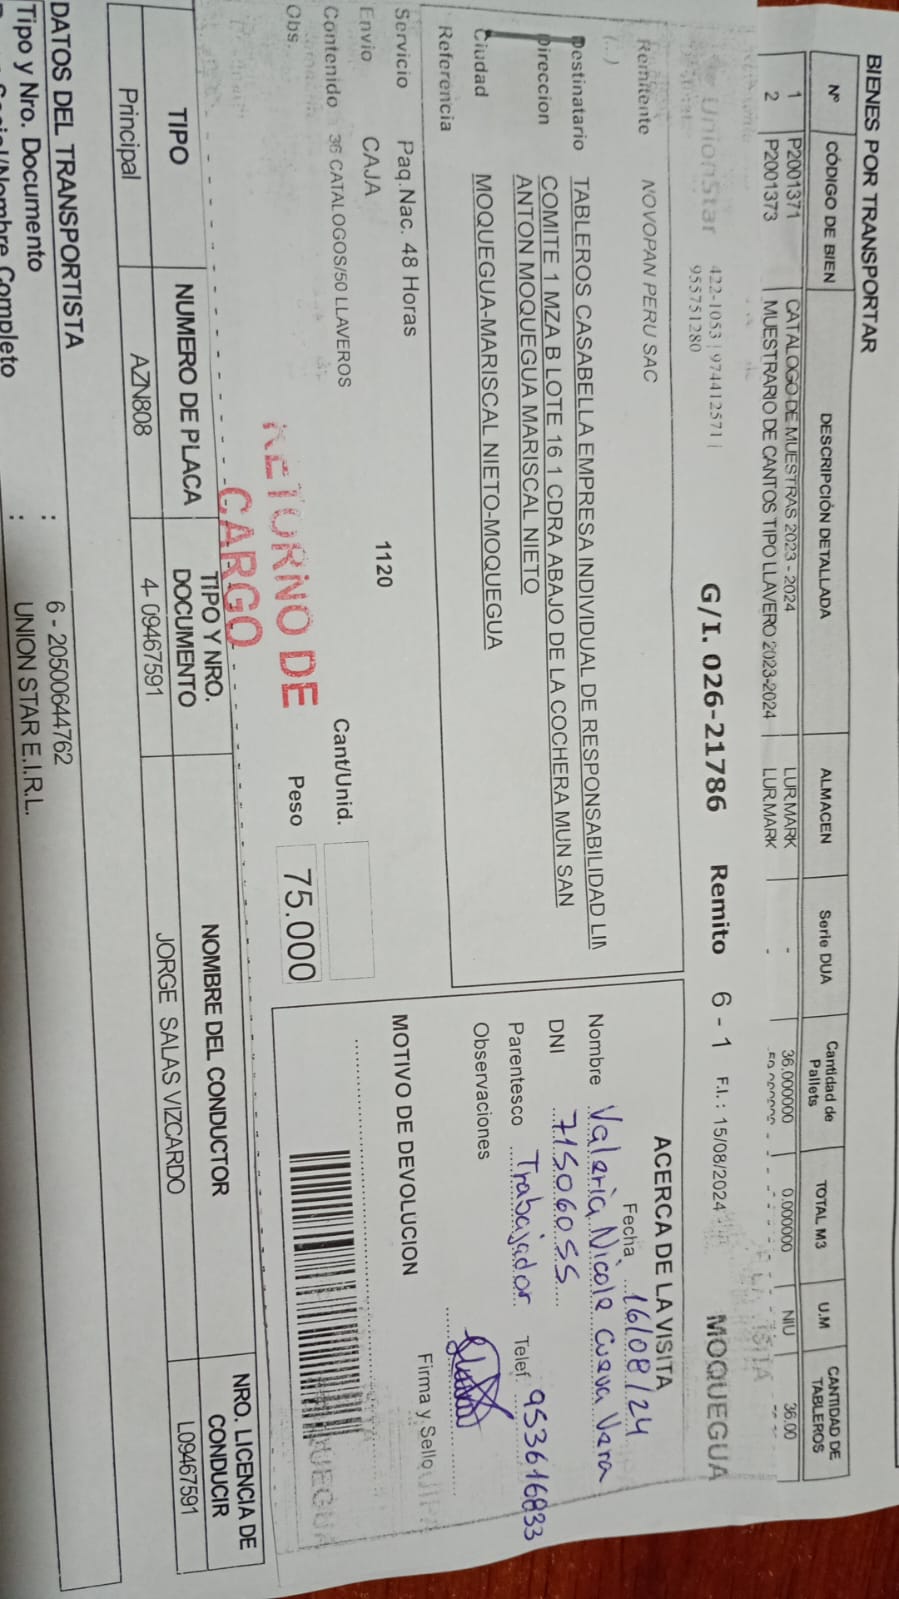 BIENES POR TRANSPORTAR
Nº CÓDIGO DE BIEN DESCRIPCIÓN DETALLADA ALMACEN Serie DUA Cantidad de Pallets TOTAL M3 U.M CANTIDAD DE TABLEROS
1 P2001371 CATALOGO DE MUESTRAS 2023 - 2024 LUR.MARK - 36.000000 0.000000 NIU 36.00
2 P2001373 MUESTRARIO DE CANTOS TIPO LLAVERO 2023-2024 LUR.MARK -
UnionStar 422-1053 | 974412571 |
955751280
G/I. 026-21786 Remito 6 - 1 F.I. : 15/08/2024 MOQUEGUA
Remitente NOVOPAN PERU SAC
(...)
Destinatario TABLEROS CASABELLA EMPRESA INDIVIDUAL DE RESPONSABILIDAD LIM
Direccion COMITE 1 MZA B LOTE 16 1 CDRA ABAJO DE LA COCHERA MUN SAN
ANTON MOQUEGUA MARISCAL NIETO
Ciudad MOQUEGUA-MARISCAL NIETO-MOQUEGUA
Referencia
Servicio Paq.Nac. 48 Horas
Envio CAJA 1120
Contenido 36 CATALOGOS/50 LLAVEROS Cant/Unid.
Obs. Peso 75.000
RETORNO DE
CARGO
ACERCA DE LA VISITA
Fecha 16/08/24
Nombre Valeria Nicole Cueva Vera
DNI 71506055
Parentesco Trabajador Telef 953616833
Observaciones
MOTIVO DE DEVOLUCION Firma y Sello
TIPO NUMERO DE PLACA TIPO Y NRO. DOCUMENTO NOMBRE DEL CONDUCTOR NRO. LICENCIA DE CONDUCIR
Principal AZN808 4- 09467591 JORGE SALAS VIZCARDO L09467591
DATOS DEL TRANSPORTISTA
Tipo y Nro. Documento : 6 - 20500644762
Completo : UNION STAR E.I.R.L.